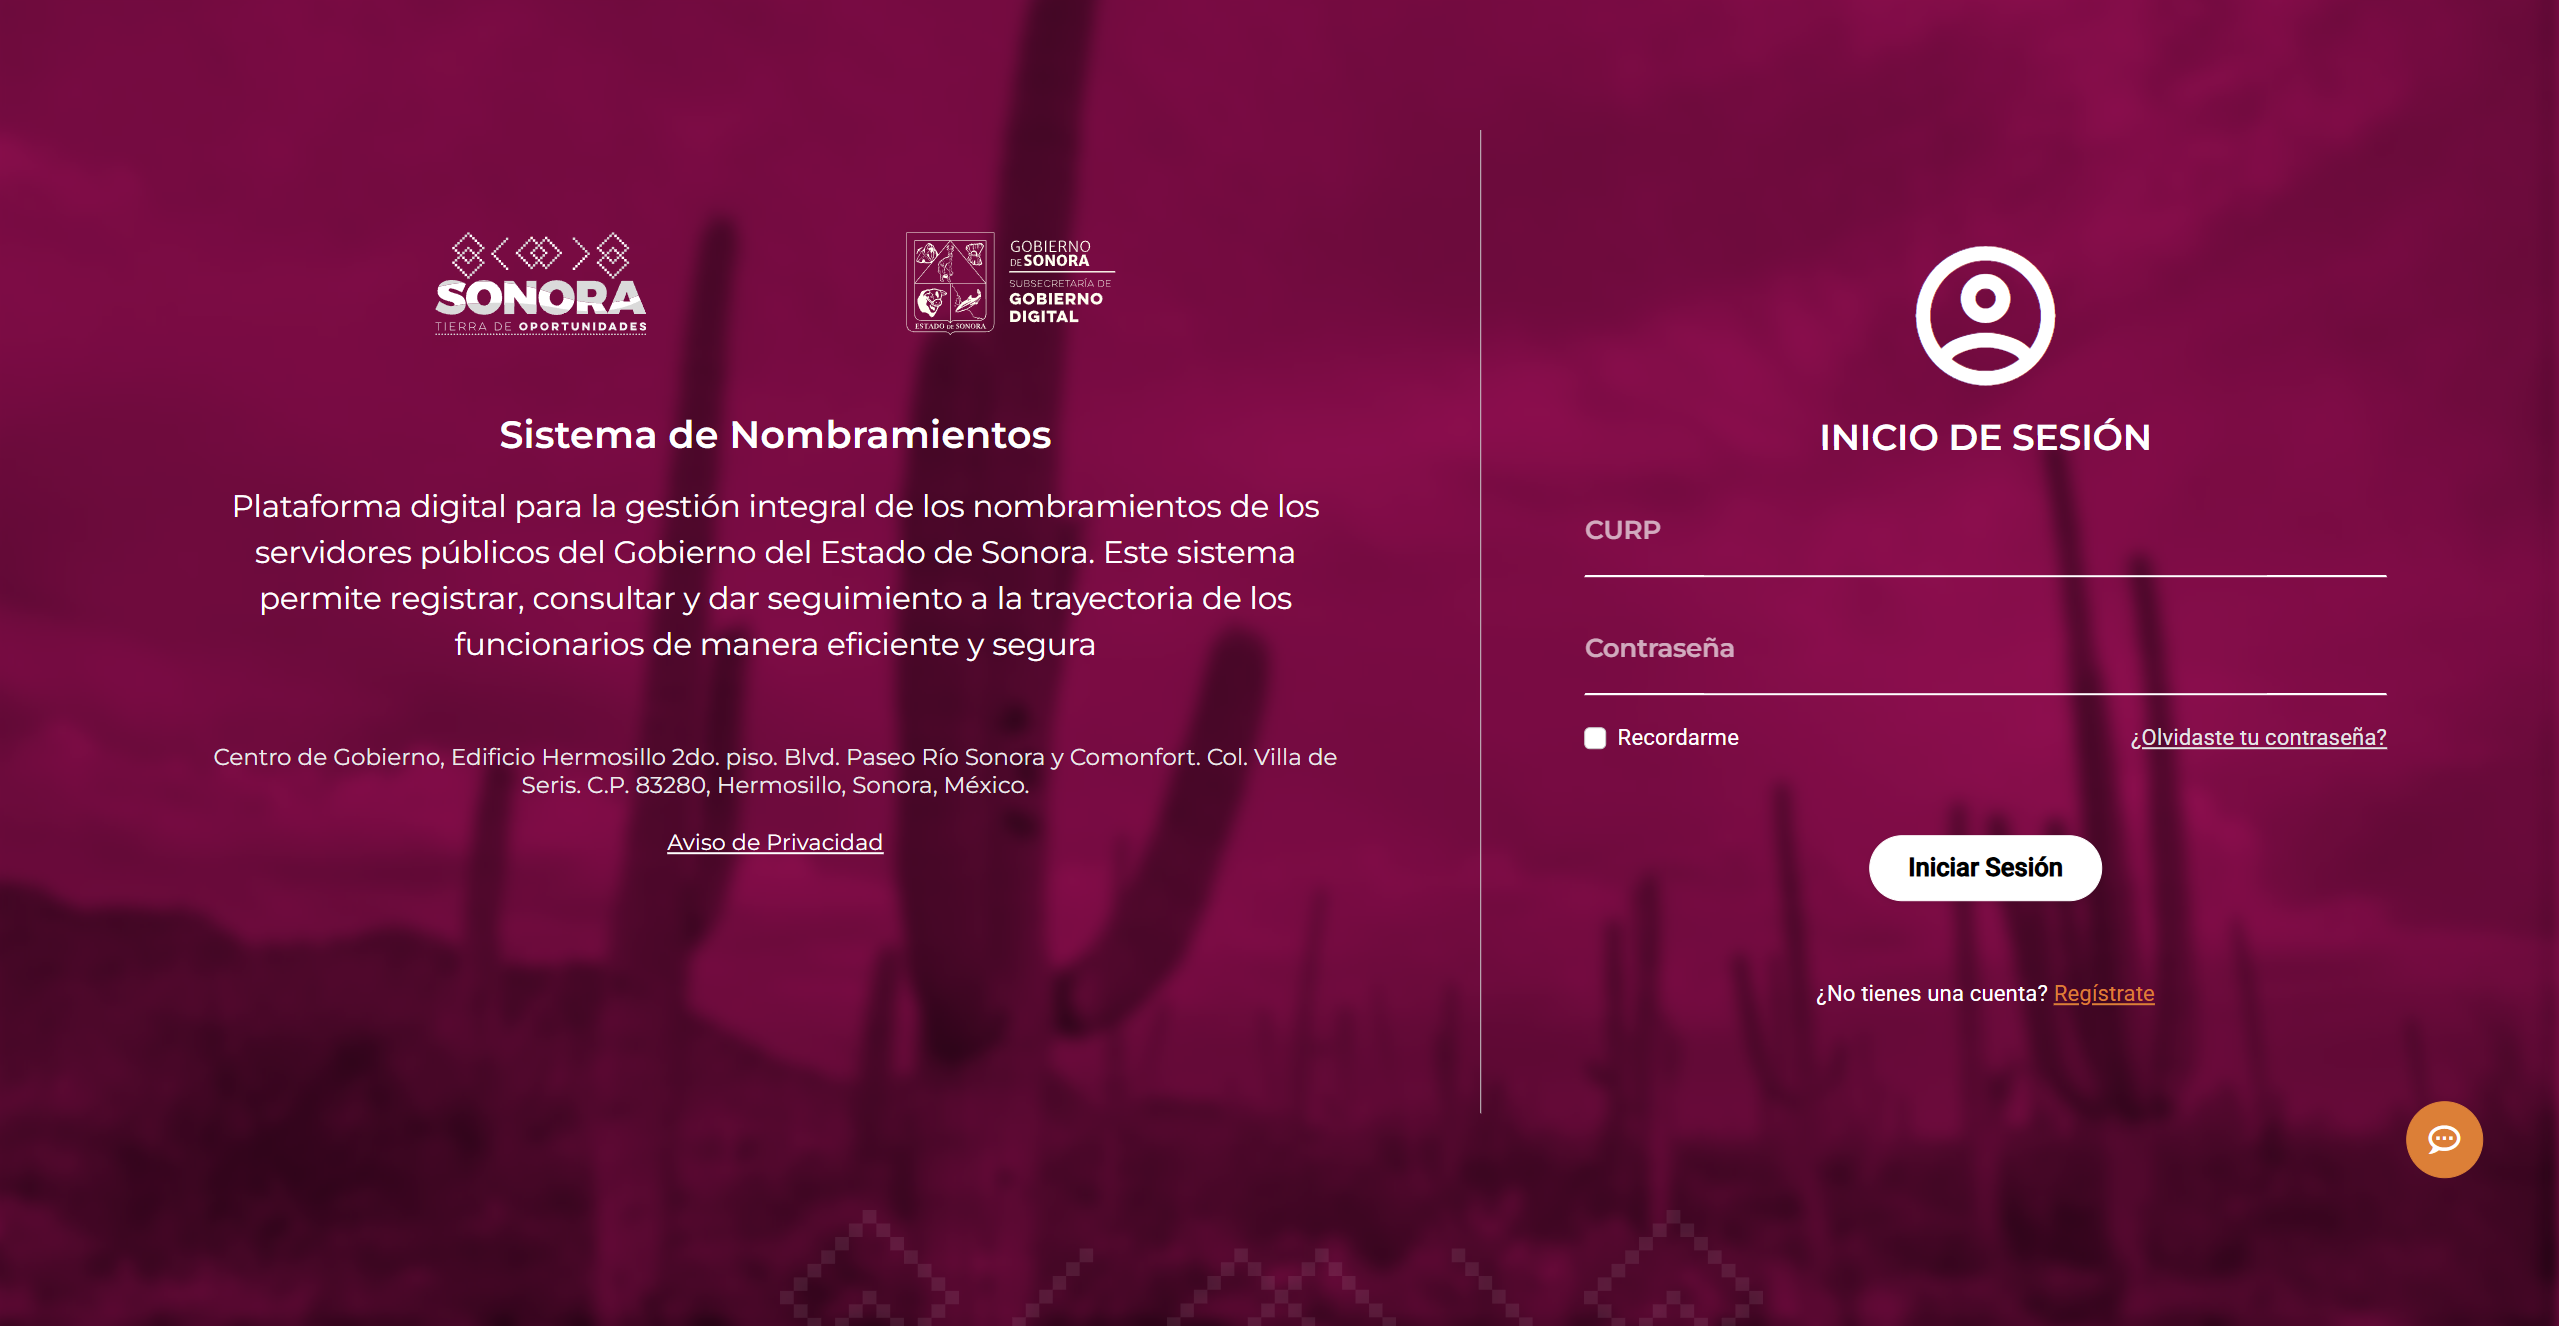 SONORA
TIERRA DE OPORTUNIDADES
ESTADO DE SONORA
GOBIERNO
DE SONORA
SUBSECRETARÍA DE
GOBIERNO
DIGITAL
Sistema de Nombramientos
Plataforma digital para la gestión integral de los nombramientos de los
servidores públicos del Gobierno del Estado de Sonora. Este sistema
permite registrar, consultar y dar seguimiento a la trayectoria de los
funcionarios de manera eficiente y segura
Centro de Gobierno, Edificio Hermosillo 2do. piso. Blvd. Paseo Río Sonora y Comonfort. Col. Villa de
Seris. C.P. 83280, Hermosillo, Sonora, México.
Aviso de Privacidad
INICIO DE SESIÓN
CURP
Contraseña
Recordarme
¿Olvidaste tu contraseña?
Iniciar Sesión
¿No tienes una cuenta? Regístrate